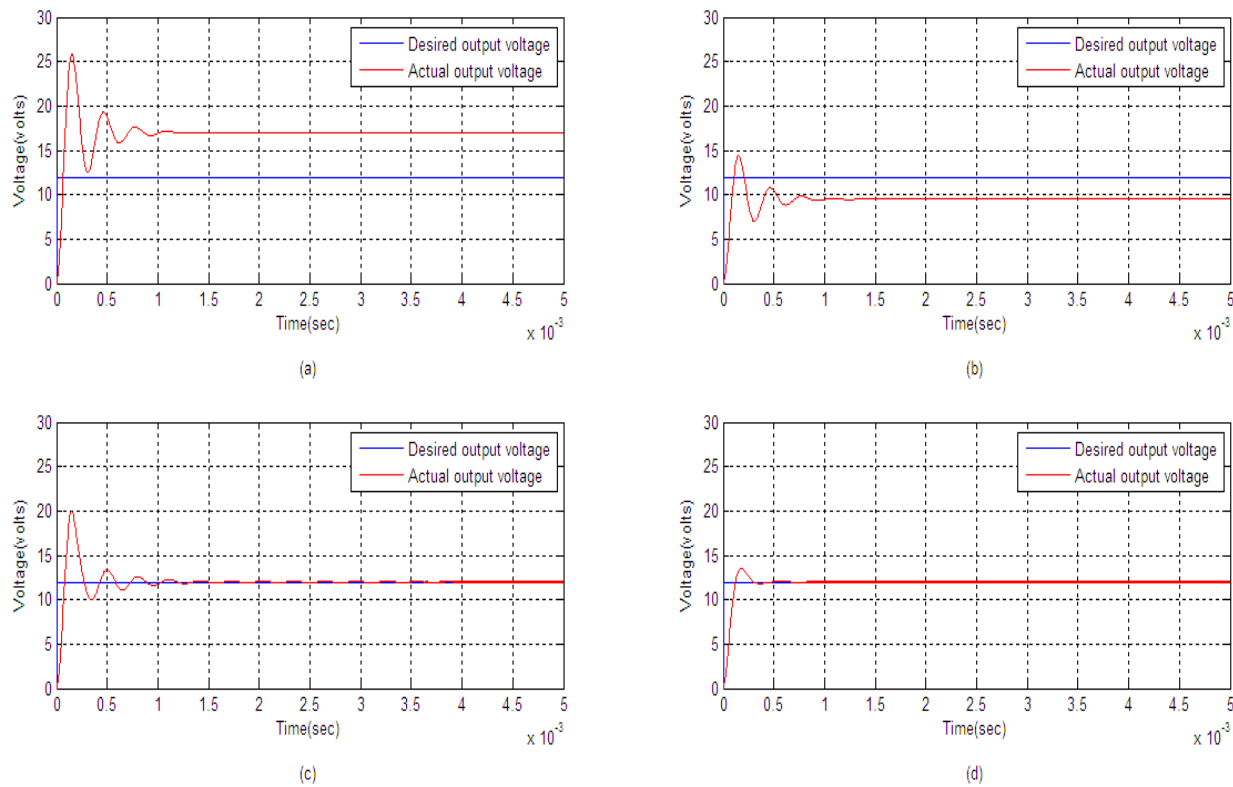 30
25
20
15
10
5
0
Voltage(volts)
Desired output voltage
Actual output voltage
0 0.5 1 1.5 2 2.5 3 3.5 4 4.5 5
Time(sec)
x 10-3
(a)
30
25
20
15
10
5
0
Voltage(volts)
Desired output voltage
Actual output voltage
0 0.5 1 1.5 2 2.5 3 3.5 4 4.5 5
Time(sec)
x 10-3
(b)
30
25
20
15
10
5
0
Voltage(volts)
Desired output voltage
Actual output voltage
0 0.5 1 1.5 2 2.5 3 3.5 4 4.5 5
Time(sec)
x 10-3
(c)
30
25
20
15
10
5
0
Voltage(volts)
Desired output voltage
Actual output voltage
0 0.5 1 1.5 2 2.5 3 3.5 4 4.5 5
Time(sec)
x 10-3
(d)